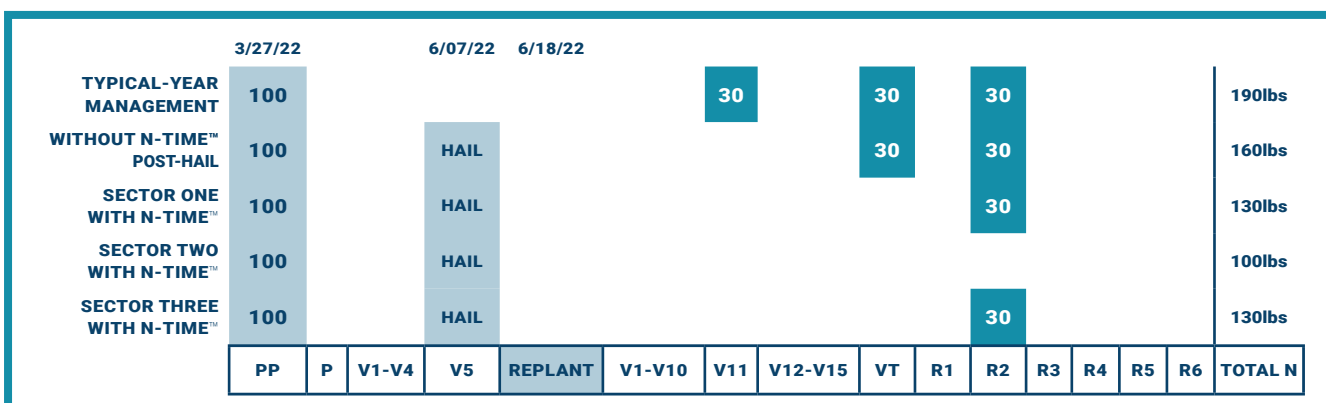 3/27/22 6/07/22 6/18/22
TYPICAL-YEAR
MANAGEMENT
100 30 30 30 190lbs
WITHOUT N-TIME™
POST-HAIL
100 HAIL 30 30 160lbs
SECTOR ONE
WITH N-TIME™
100 HAIL 30 130lbs
SECTOR TWO
WITH N-TIME™
100 HAIL 100lbs
SECTOR THREE
WITH N-TIME™
100 HAIL 30 130lbs
PP P V1-V4 V5 REPLANT V1-V10 V11 V12-V15 VT R1 R2 R3 R4 R5 R6 TOTAL N